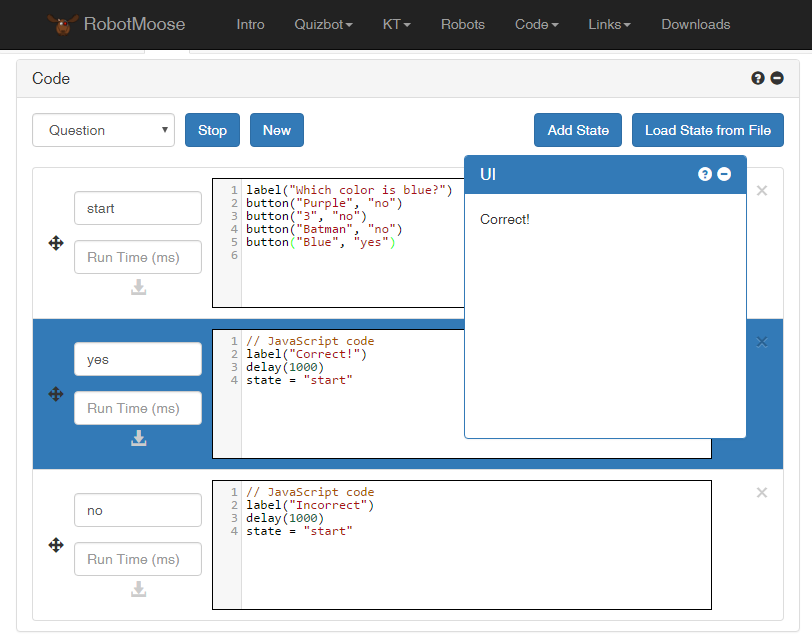 RobotMoose Intro Quizbot KT Robots Code Links Downloads
Code
Question Stop New Add State Load State from File
start
Run Time (ms)
1 label("Which color is blue?")
2 button("Purple", "no")
3 button("3", "no")
4 button("Batman", "no")
5 button("Blue", "yes")
6
UI
Correct!
yes
Run Time (ms)
1 // JavaScript code
2 label("Correct!")
3 delay(1000)
4 state = "start"
no
Run Time (ms)
1 // JavaScript code
2 label("Incorrect")
3 delay(1000)
4 state = "start"